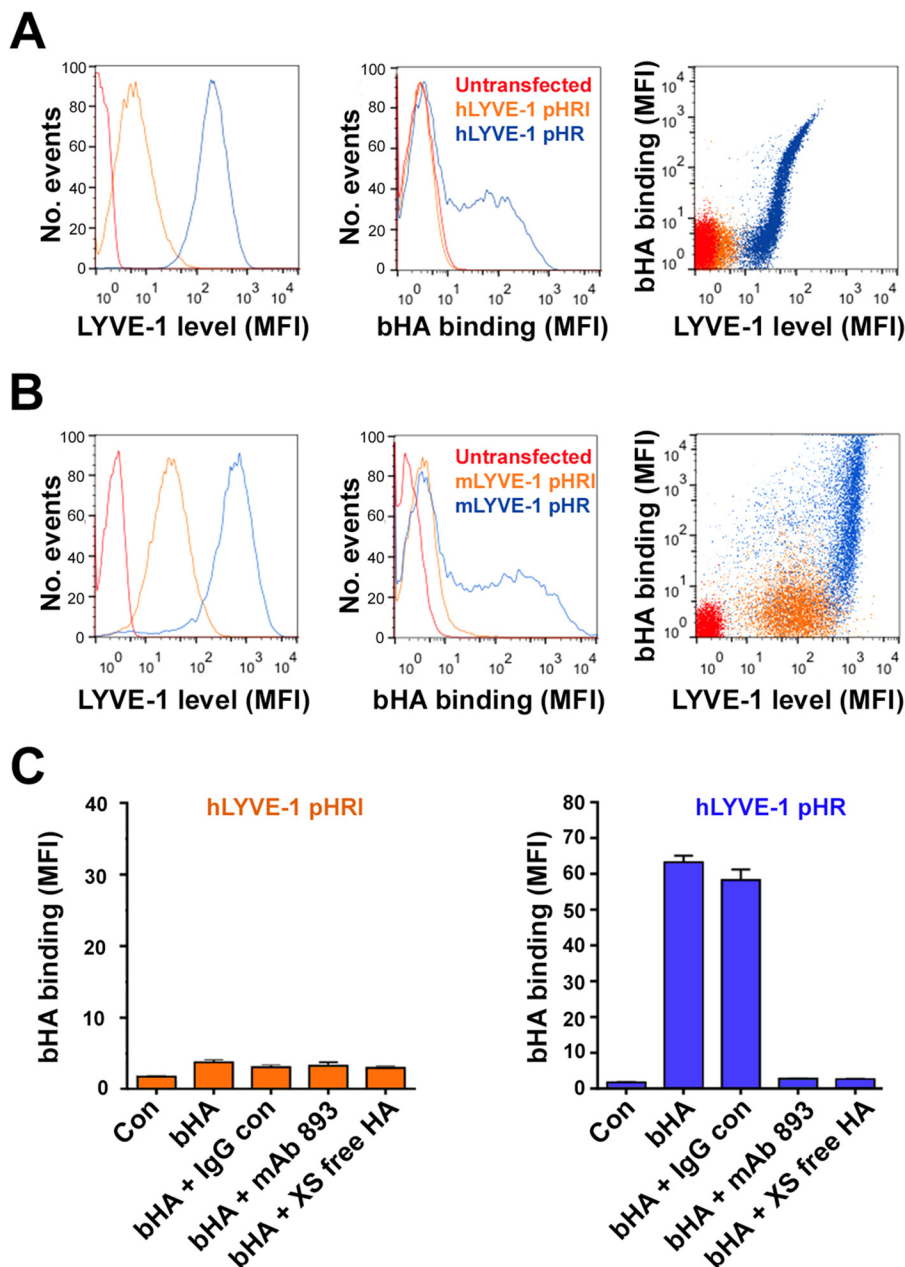 A
No. events
100
80
60
40
20
0
10^0 10^1 10^2 10^3 10^4
LYVE-1 level (MFI)
No. events
100
80
60
40
20
0
Untransfected
hLYVE-1 pHRI
hLYVE-1 pHR
10^0 10^1 10^2 10^3 10^4
bHA binding (MFI)
bHA binding (MFI)
10^4
10^3
10^2
10^1
10^0
10^0 10^1 10^2 10^3 10^4
LYVE-1 level (MFI)
B
No. events
100
80
60
40
20
0
10^0 10^1 10^2 10^3 10^4
LYVE-1 level (MFI)
No. events
100
80
60
40
20
0
Untransfected
mLYVE-1 pHRI
mLYVE-1 pHR
10^0 10^1 10^2 10^3 10^4
bHA binding (MFI)
bHA binding (MFI)
10^4
10^3
10^2
10^1
10^0
10^0 10^1 10^2 10^3 10^4
LYVE-1 level (MFI)
C
hLYVE-1 pHRI
bHA binding (MFI)
40
30
20
10
0
Con
bHA
bHA + IgG con
bHA + mAb 893
bHA + XS free HA
hLYVE-1 pHR
bHA binding (MFI)
80
70
60
50
40
30
20
10
0
Con
bHA
bHA + IgG con
bHA + mAb 893
bHA + XS free HA